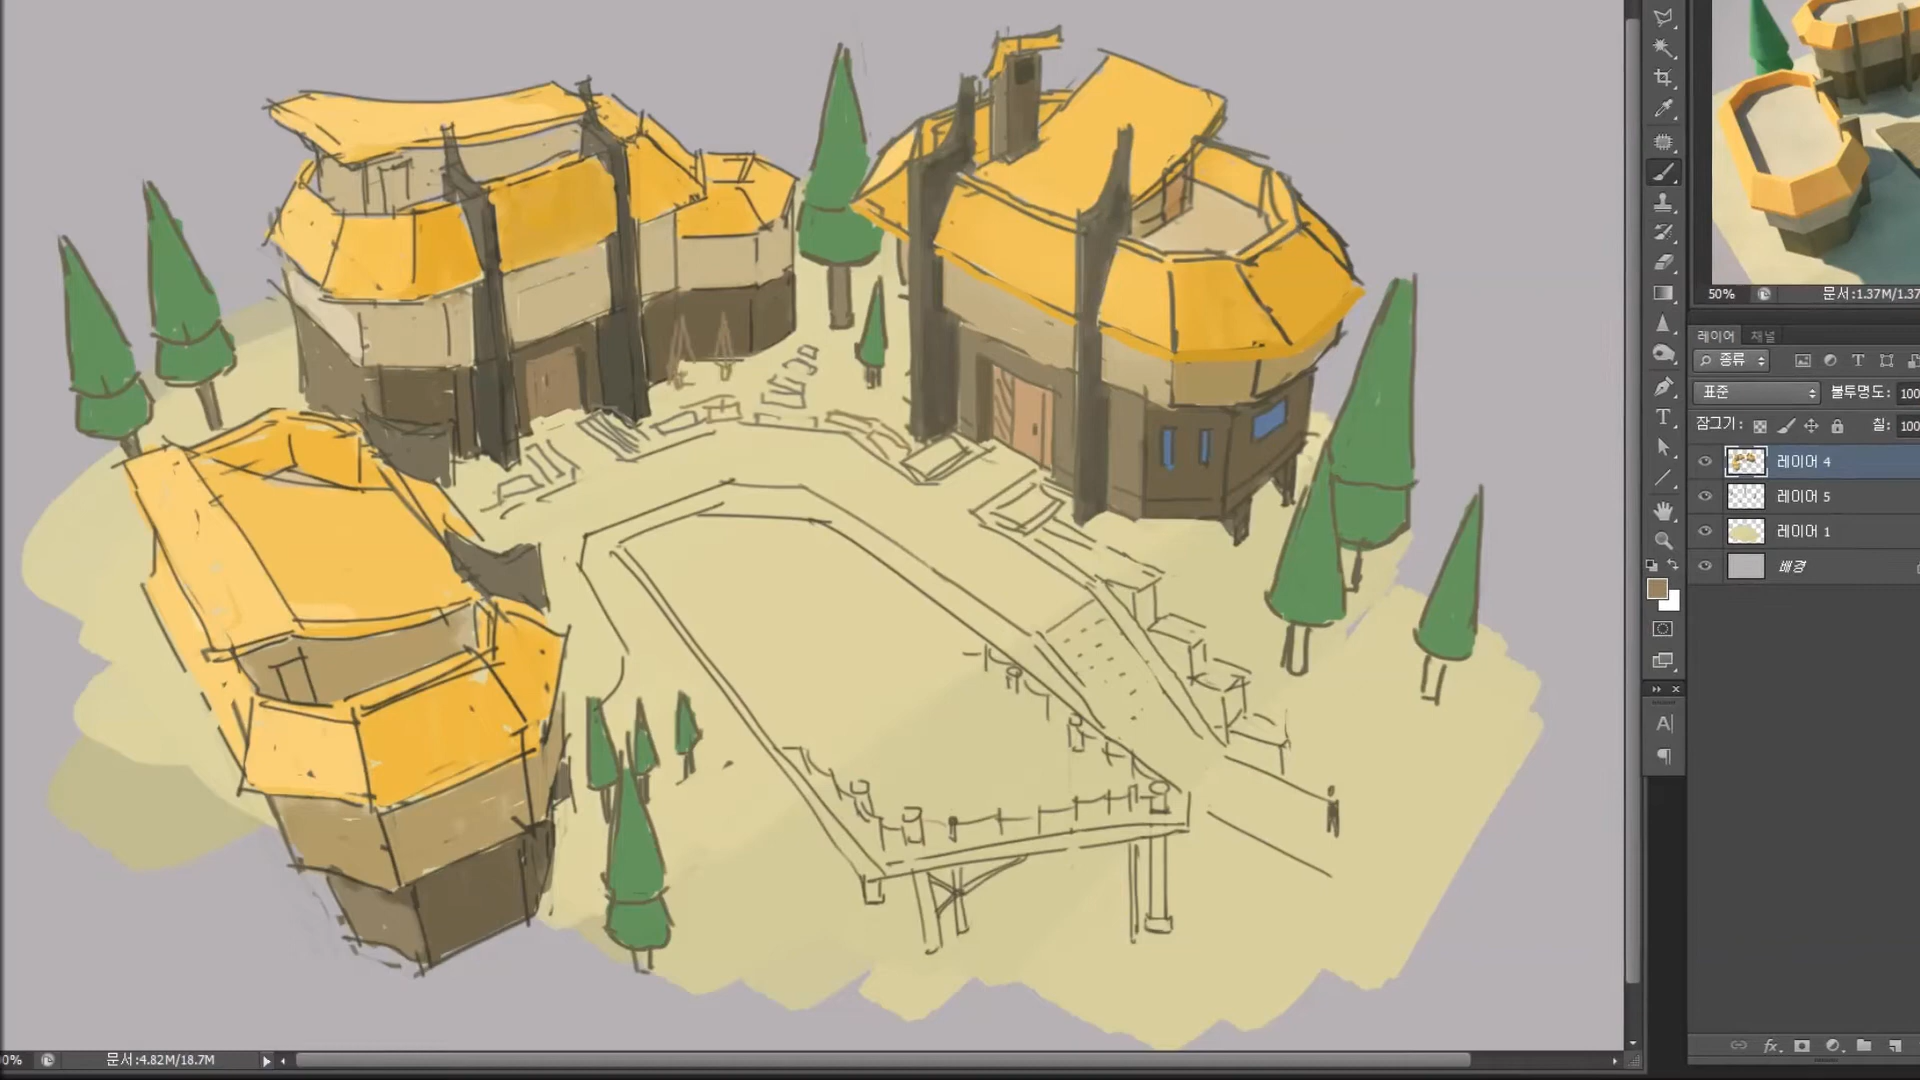 50%
문서:1.37M/1.37
레이어 채널
종류
표준 불투명도: 100
잠그기: 칠: 100
레이어 4
레이어 5
레이어 1
배경
0% 문서:4.82M/18.7M